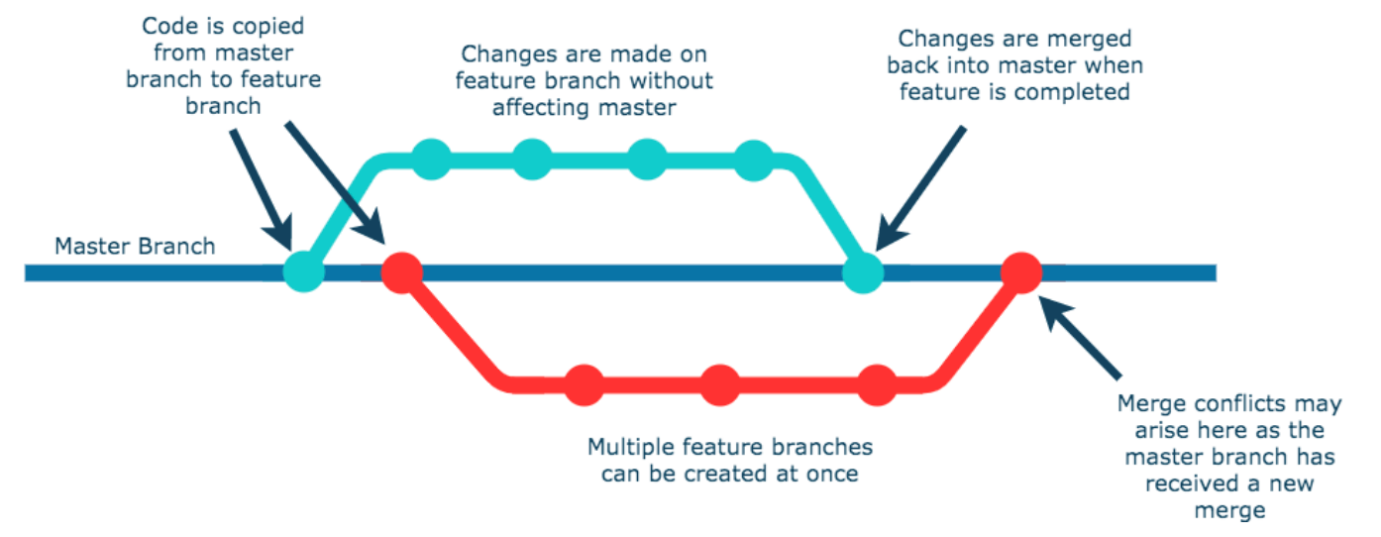 Code is copied
from master
branch to feature
branch
Changes are made on
feature branch without
affecting master
Changes are merged
back into master when
feature is completed
Master Branch
Multiple feature branches
can be created at once
Merge conflicts may
arise here as the
master branch has
received a new
merge